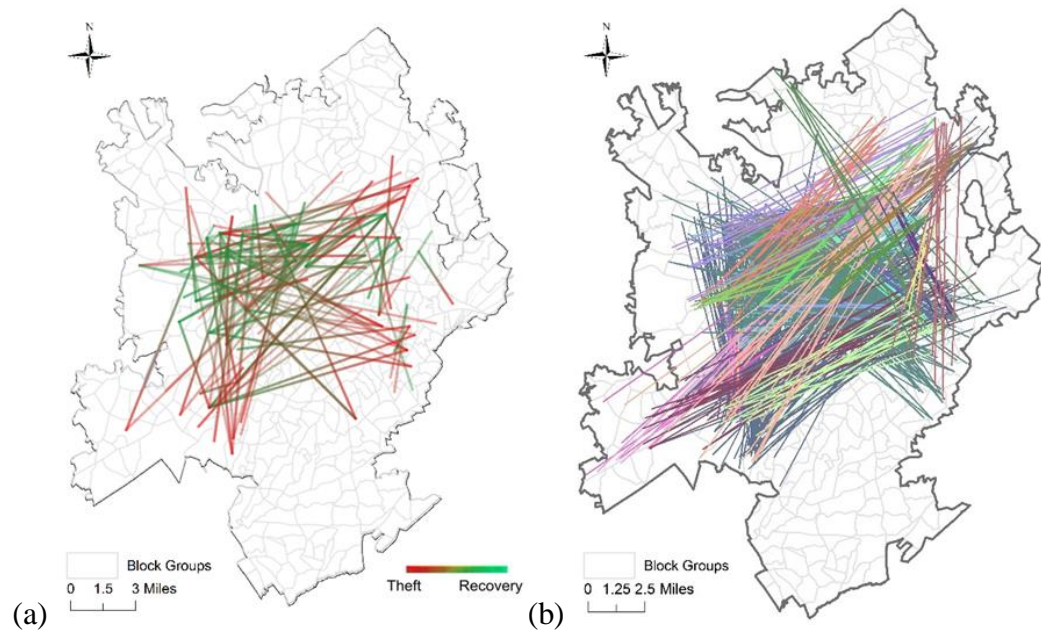 N
N
Block Groups
0 1.5 3 Miles
Theft Recovery
Block Groups
0 1.25 2.5 Miles
(a)
(b)